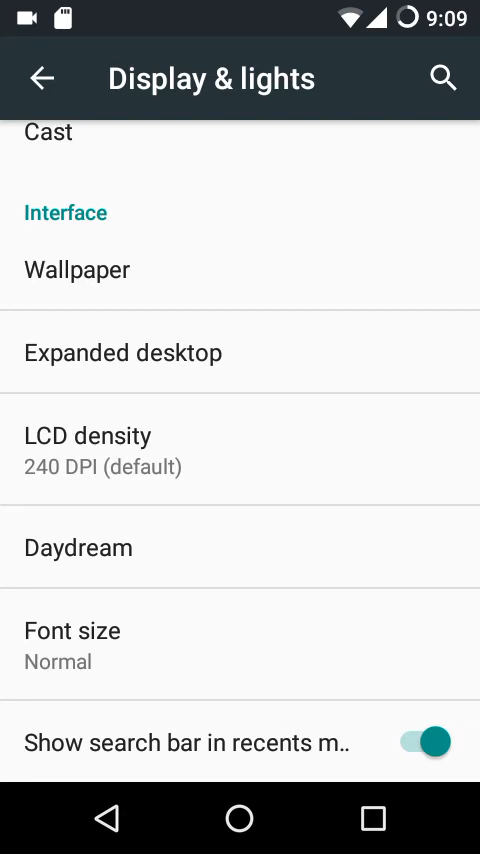 9:09
Display & lights
Cast
Interface
Wallpaper
Expanded desktop
LCD density
240 DPI (default)
Daydream
Font size
Normal
Show search bar in recents m..